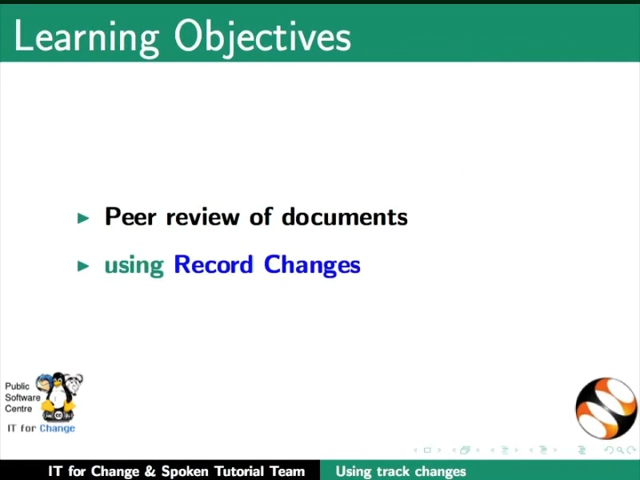 Learning Objectives
Peer review of documents
using Record Changes
Public
Software
Centre
IT for Change
IT for Change & Spoken Tutorial Team
Using track changes